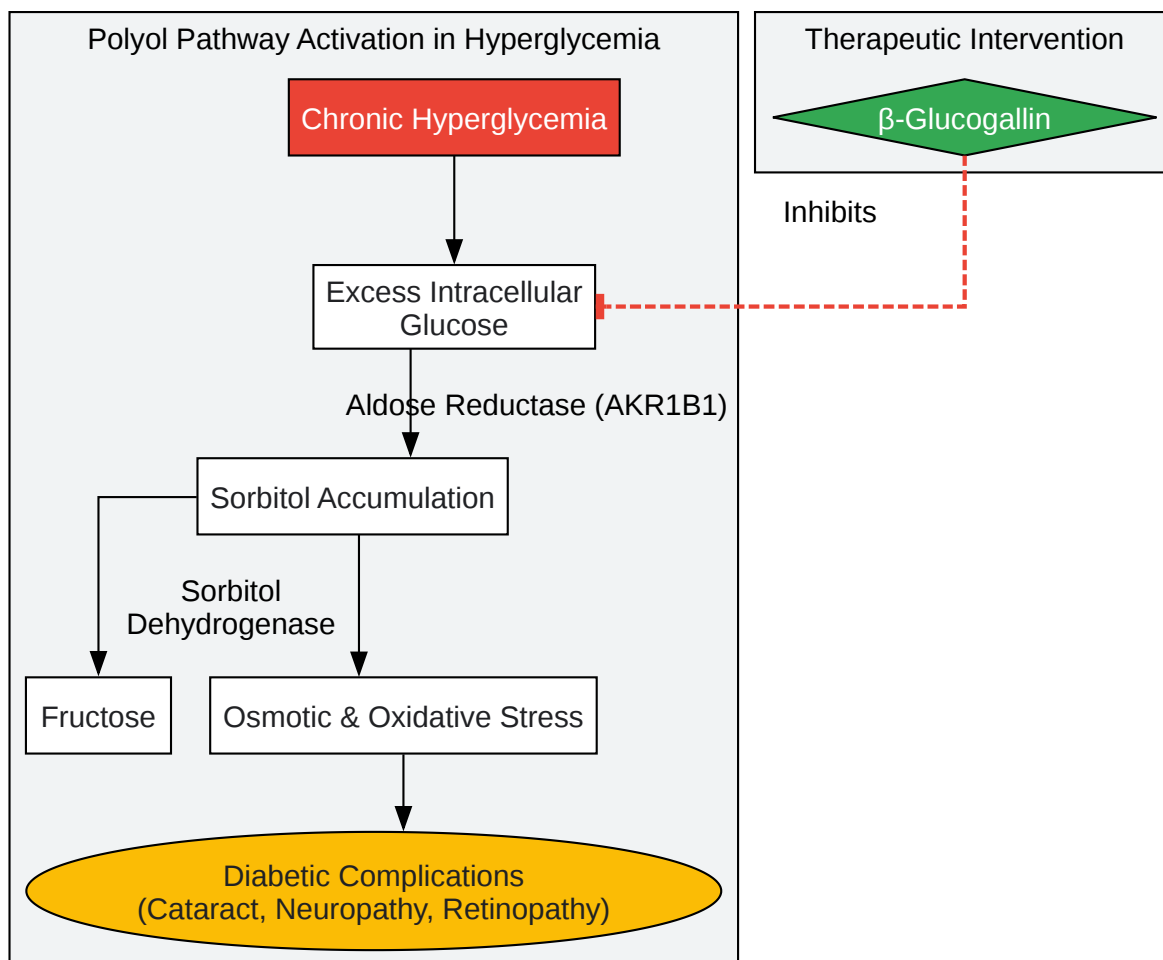 Polyol Pathway Activation in Hyperglycemia
Therapeutic Intervention
Chronic Hyperglycemia
β-Glucogallin
Inhibits
Excess Intracellular
Glucose
Aldose Reductase (AKR1B1)
Sorbitol Accumulation
Sorbitol
Dehydrogenase
Fructose
Osmotic & Oxidative Stress
Diabetic Complications
(Cataract, Neuropathy, Retinopathy)